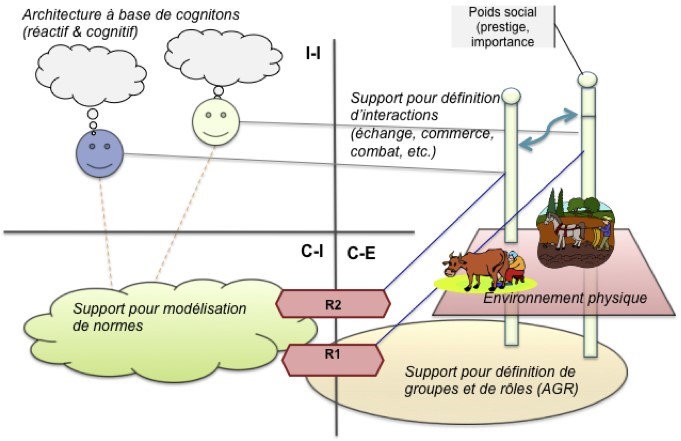 Architecture à base de cognitons
(réactif & cognitif)
I-I
Poids social
(prestige,
importance
Support pour définition
d'interactions
(échange, commerce,
combat, etc.)
C-I
C-E
Support pour modélisation
de normes
R2
R1
Environnement physique
Support pour définition de
groupes et de rôles (AGR)